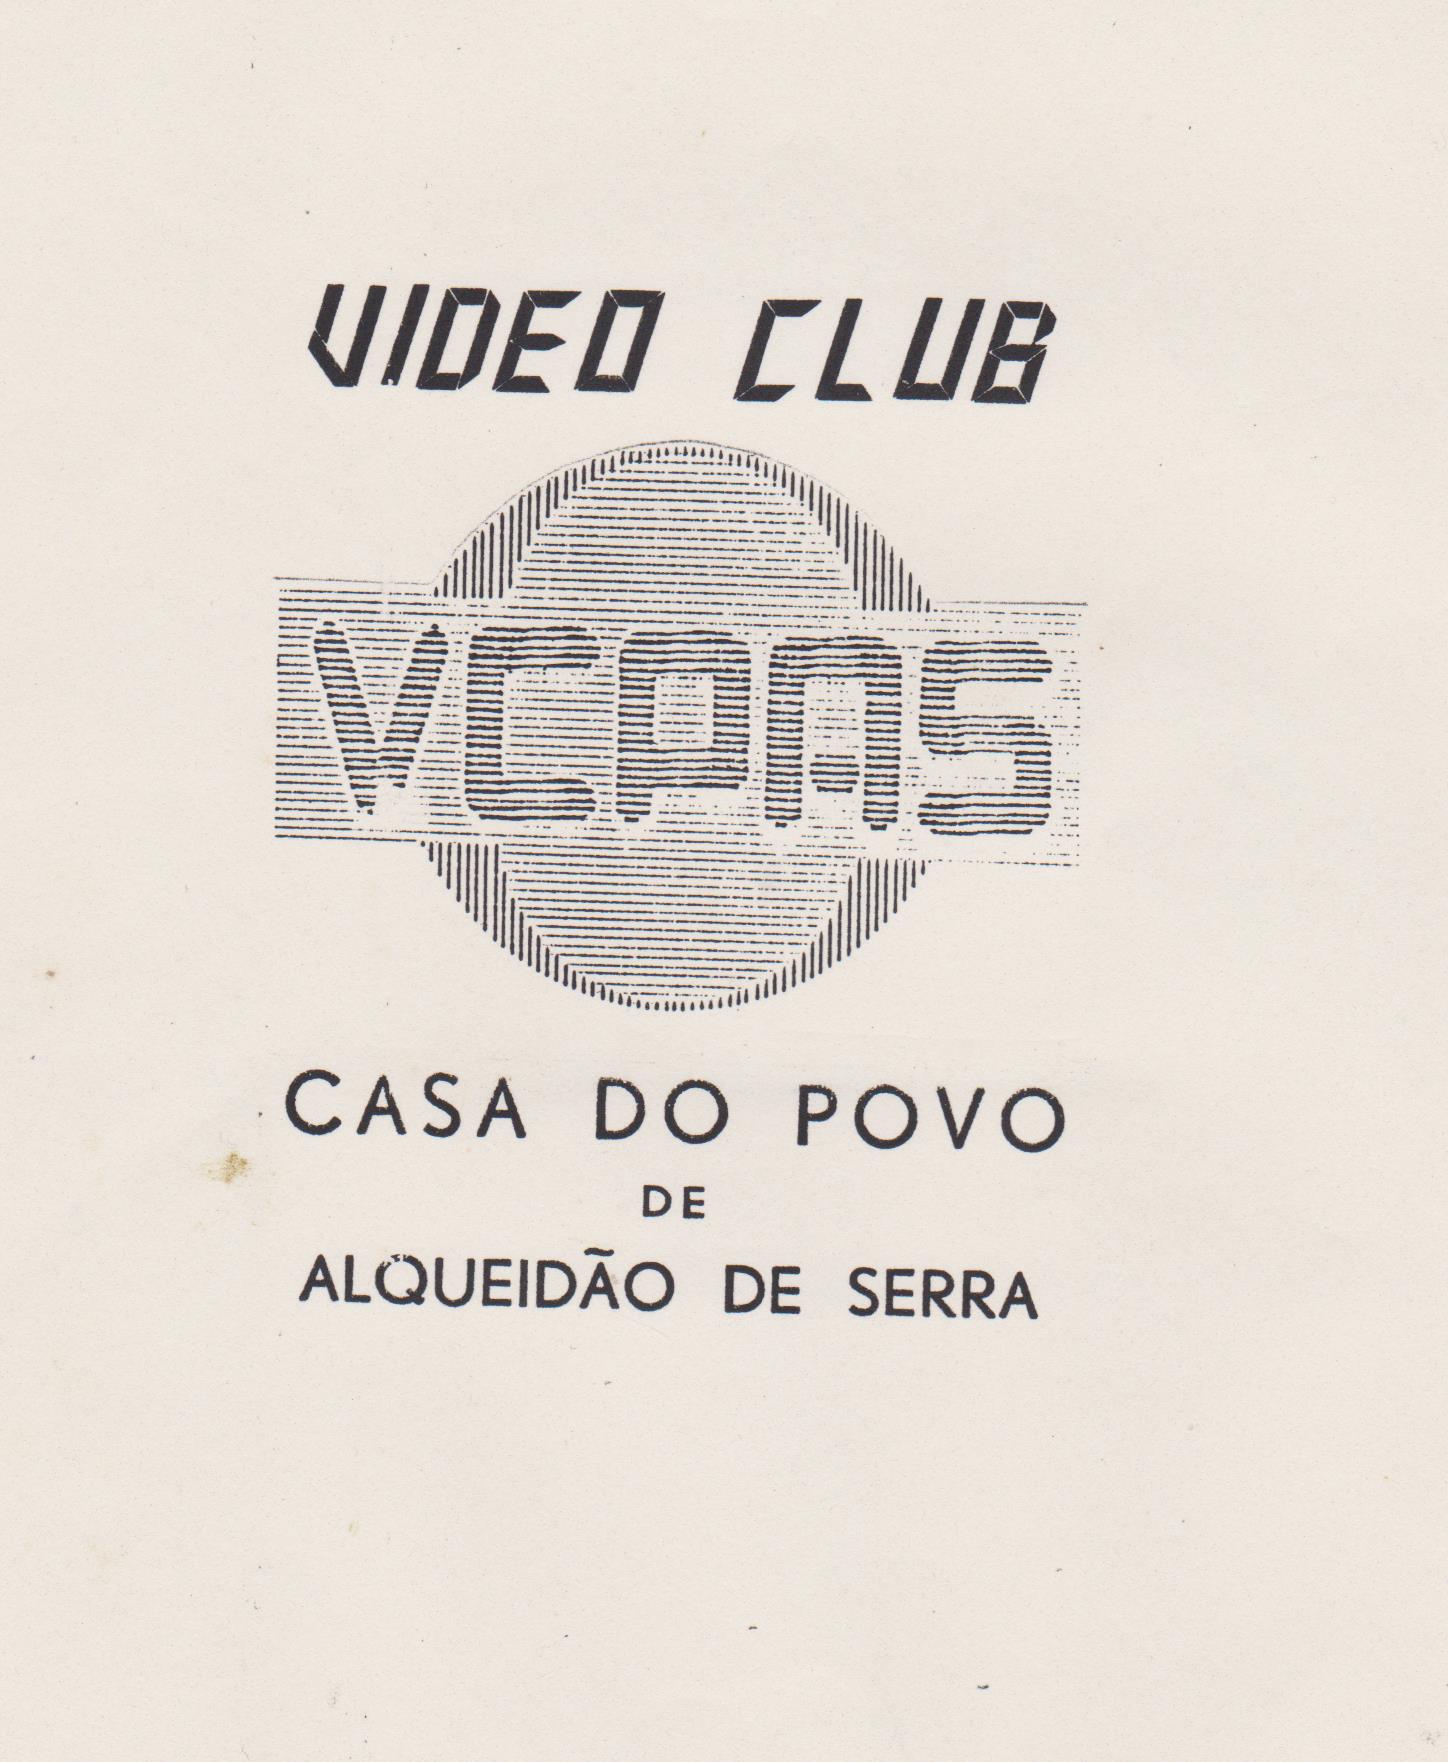 VIDEO CLUB
VCPAS
CASA DO POVO
DE
ALQUEIDÃO DE SERRA